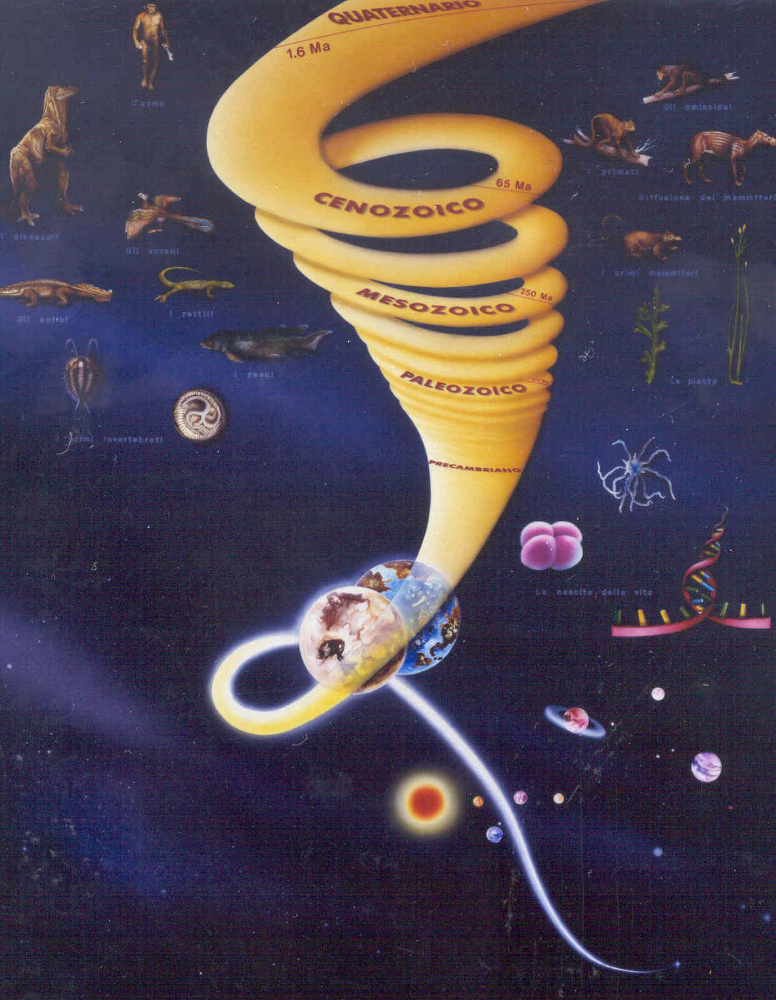 QUATERNARIO
1.6 Ma
L'uomo
Gli ominoidei
I primati
65 Ma
Diffusione dei mammiferi
CENOZOICO
I dinosauri
Gli uccelli
I primi mammiferi
250 Ma
MESOZOICO
I rettili
Gli anfibi
I pesci
Le piante
PALEOZOICO
I primi invertebrati
PRECAMBRIANO
La nascita della vita